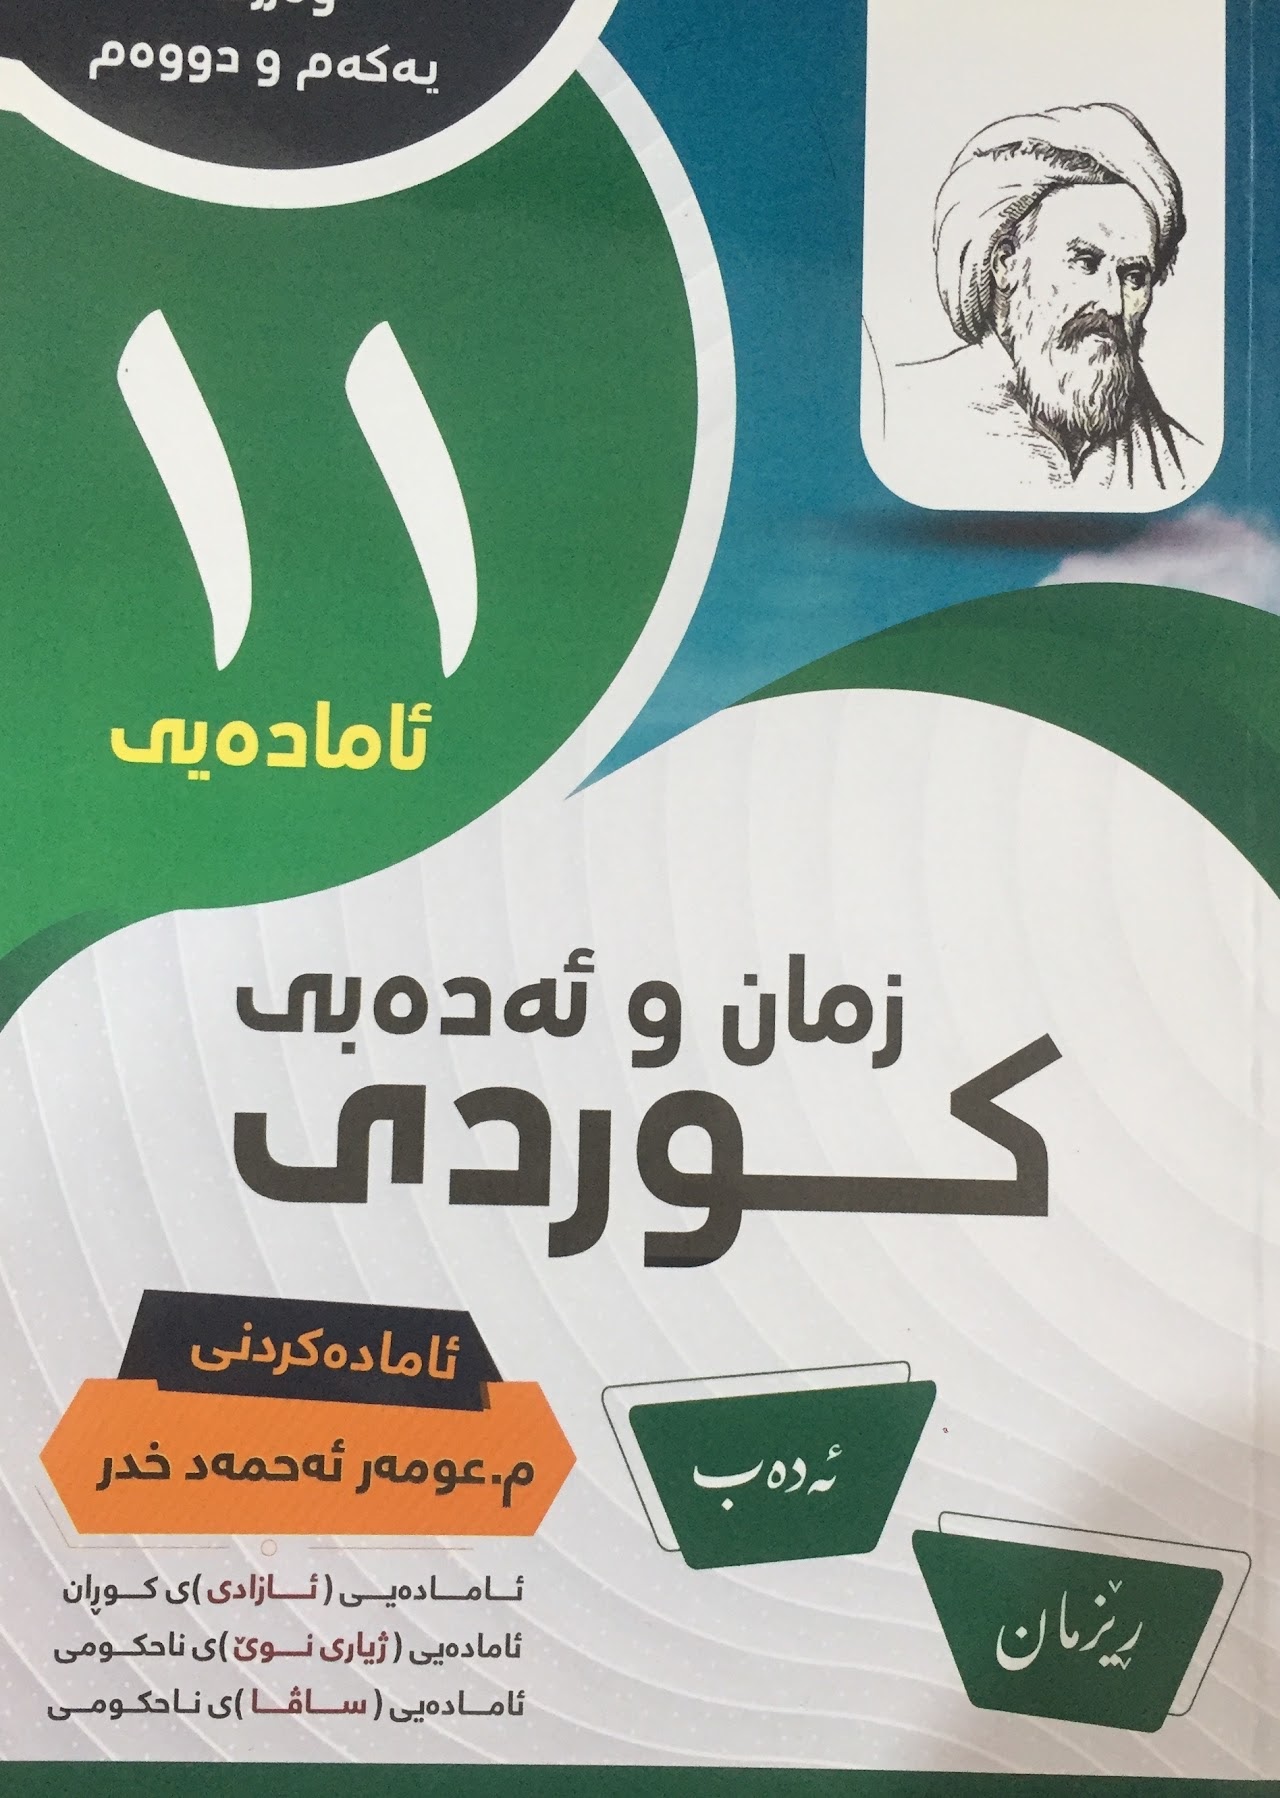 یەکەم و دووەم
١١
ئامادەیی
زمان و ئەدەبی
کوردی
ئامادەکردنی
م.عومەر ئەحمەد خدر
ئەدەب
ڕێزمان
ئامادەیی (ئازادی)ی کوڕان
ئامادەیی (ژیاری نوێ)ی ناحکومی
ئامادەیی (ساڤا)ی ناحکومی